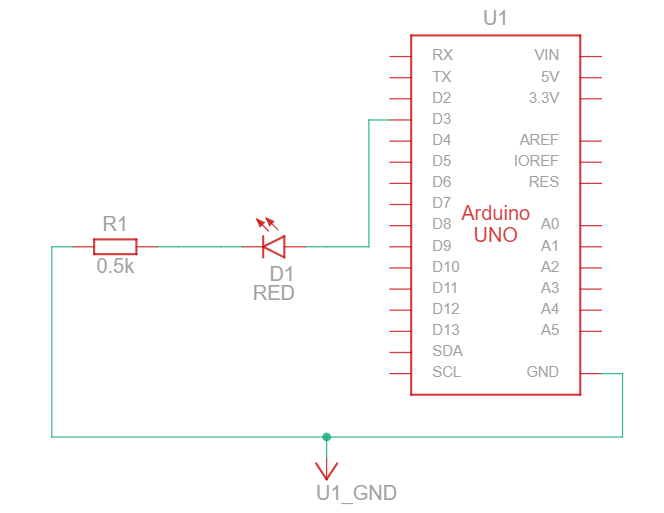 U1
RX
VIN
TX
5V
D2
3.3V
D3
D4
AREF
D5
IOREF
D6
RES
D7
Arduino
UNO
D8
A0
D9
A1
D10
A2
D11
A3
D12
A4
D13
A5
SDA
SCL
GND
R1
0.5k
D1
RED
U1_GND